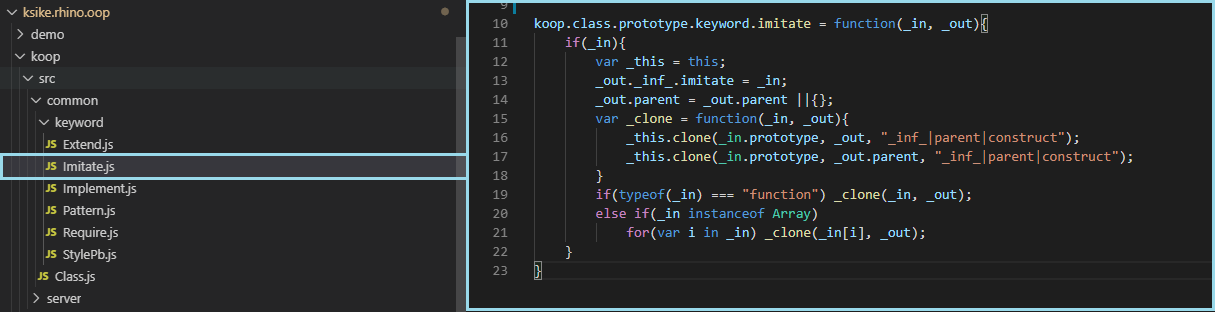 ksike.rhino.oop
demo
koop
src
common
keyword
JS Extend.js
JS Imitate.js
JS Implement.js
JS Pattern.js
JS Require.js
JS StylePb.js
JS Class.js
server
9
10 koop.class.prototype.keyword.imitate = function(_in, _out){
11 if(_in){
12 var _this = this;
13 _out._inf_.imitate = _in;
14 _out.parent = _out.parent ||{};
15 var _clone = function(_in, _out){
16 _this.clone(_in.prototype, _out, "_inf_|parent|construct");
17 _this.clone(_in.prototype, _out.parent, "_inf_|parent|construct");
18 }
19 if(typeof(_in) === "function") _clone(_in, _out);
20 else if(_in instanceof Array)
21 for(var i in _in) _clone(_in[i], _out);
22 }
23 }